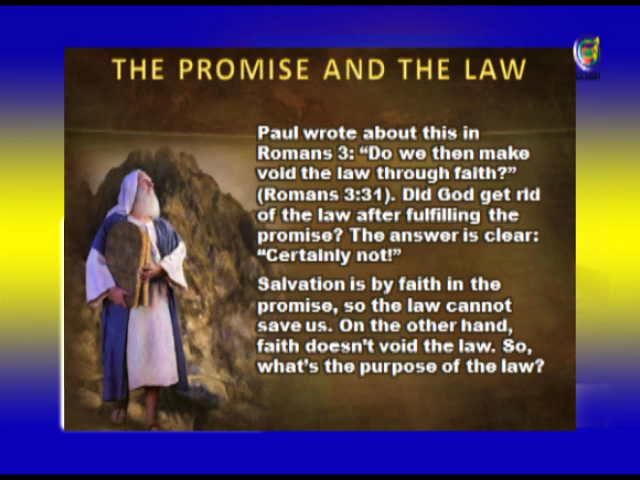 THE PROMISE AND THE LAW
Paul wrote about this in
Romans 3: “Do we then make
void the law through faith?”
(Romans 3:31). Did God get rid
of the law after fulfilling the
promise? The answer is clear:
“Certainly not!”
Salvation is by faith in the
promise, so the law cannot
save us. On the other hand,
faith doesn’t void the law. So,
what’s the purpose of the law?